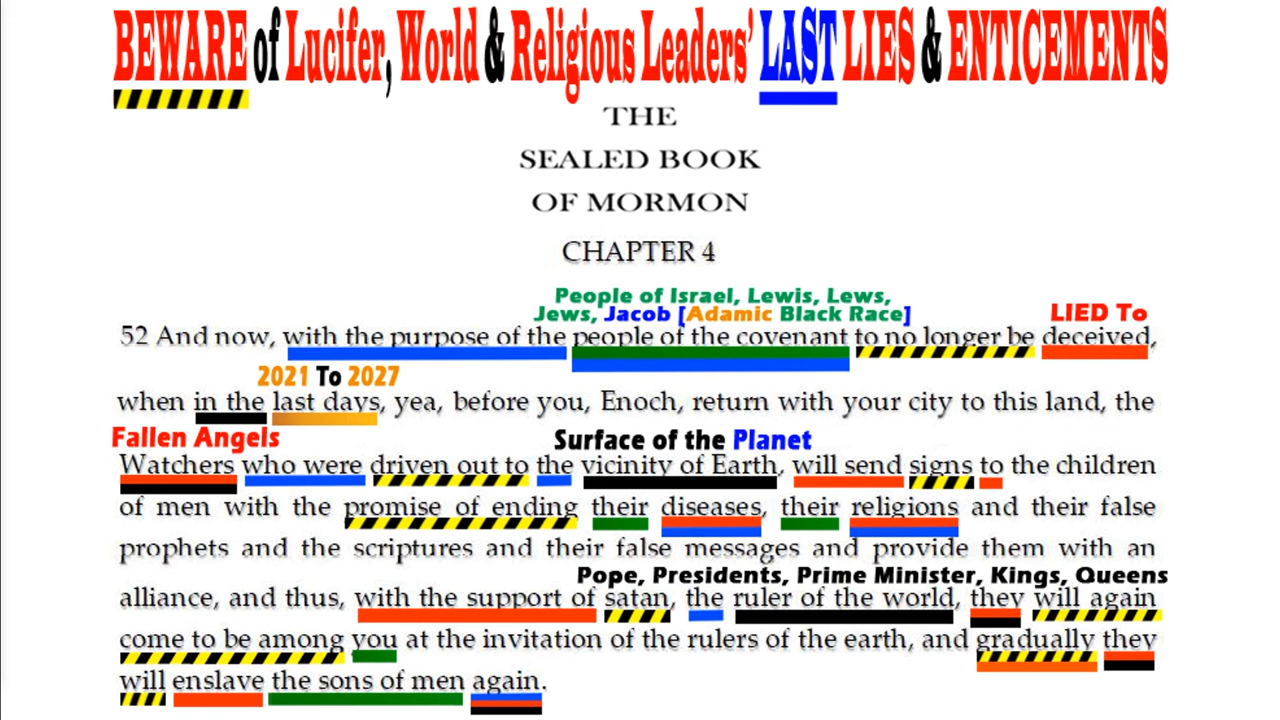 BEWARE of Lucifer, World & Religious Leaders' LAST LIES & ENTICEMENTS
THE
SEALED BOOK
OF MORMON
CHAPTER 4
People of Israel, Lewis, Lews,
Jews, Jacob [Adamic Black Race]
LIED To
52 And now, with the purpose of the people of the covenant to no longer be deceived,
2021 To 2027
when in the last days, yea, before you, Enoch, return with your city to this land, the
Fallen Angels
Surface of the Planet
Watchers who were driven out to the vicinity of Earth, will send signs to the children
of men with the promise of ending their diseases, their religions and their false
prophets and the scriptures and their false messages and provide them with an
Pope, Presidents, Prime Minister, Kings, Queens
alliance, and thus, with the support of satan, the ruler of the world, they will again
come to be among you at the invitation of the rulers of the earth, and gradually they
will enslave the sons of men again.